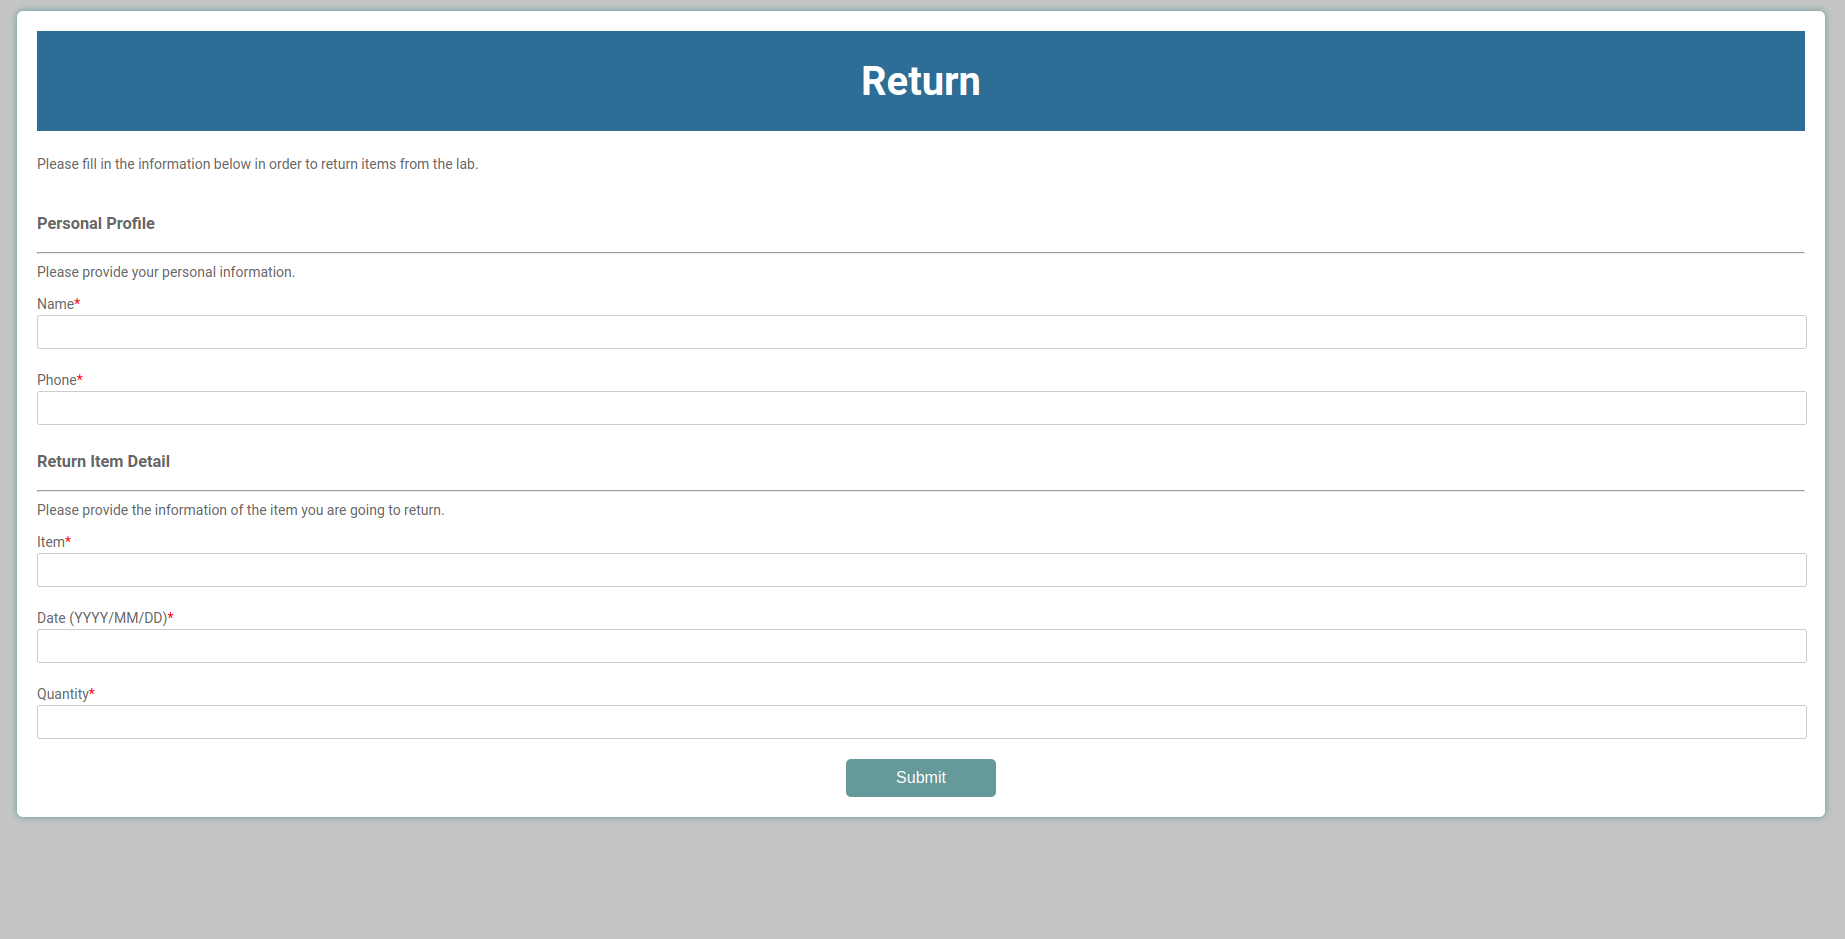 Return
Please fill in the information below in order to return items from the lab.
Personal Profile
Please provide your personal information.
Name*
Phone*
Return Item Detail
Please provide the information of the item you are going to return.
Item*
Date (YYYY/MM/DD)*
Quantity*
Submit